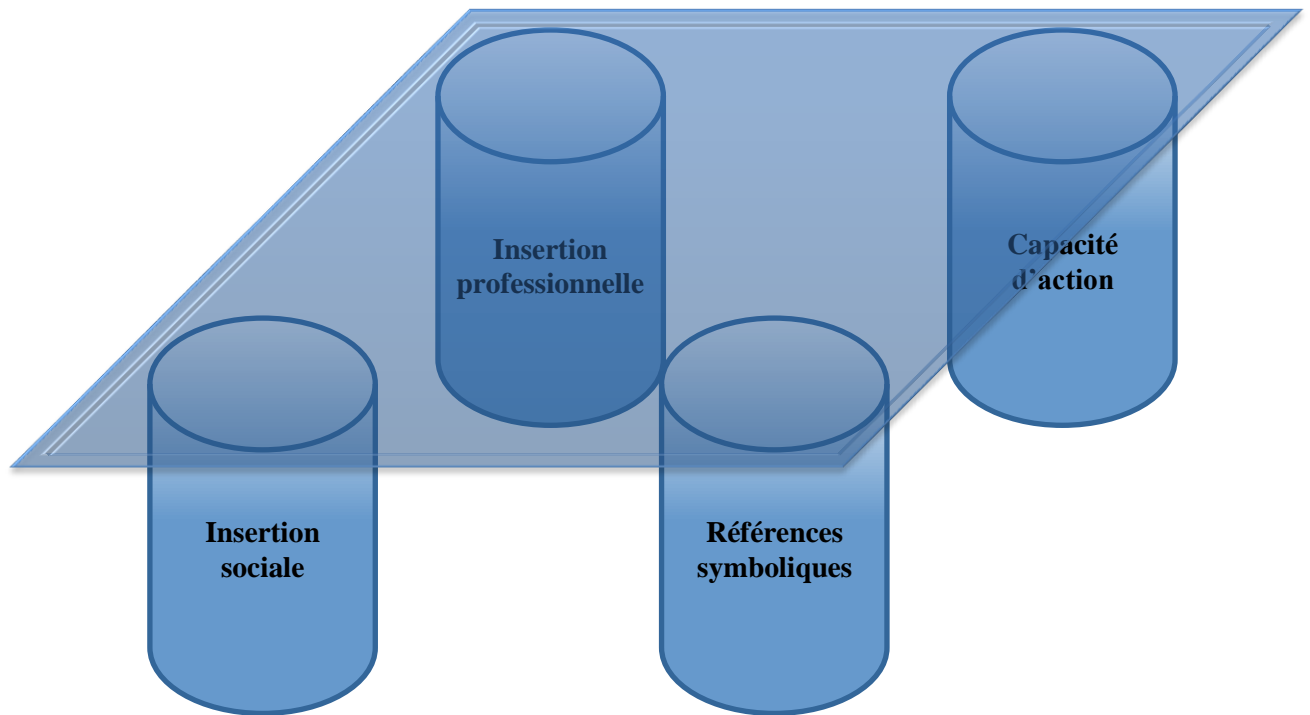 Insertion
professionnelle
Capacité
d’action
Insertion
sociale
Références
symboliques